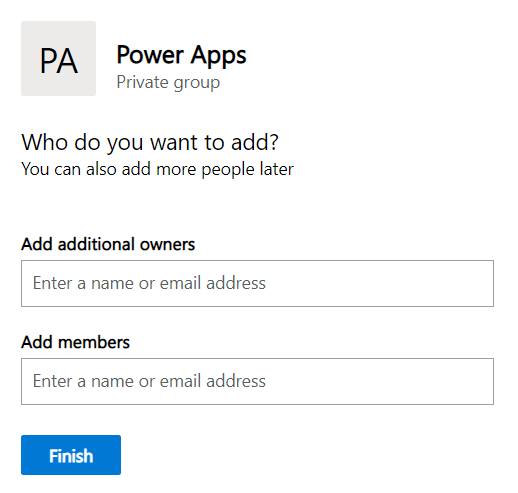 PA
Power Apps
Private group
Who do you want to add?
You can also add more people later
Add additional owners
Enter a name or email address
Add members
Enter a name or email address
Finish